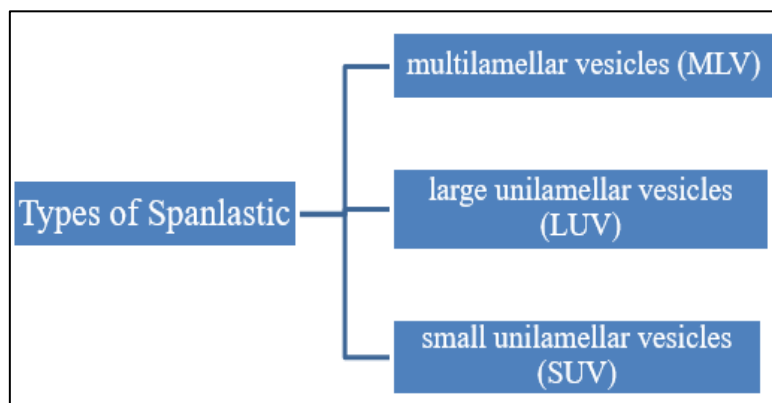 multilamellar vesicles (MLV)
Types of Spanlastic
large unilamellar vesicles
(LUV)
small unilamellar vesicles
(SUV)